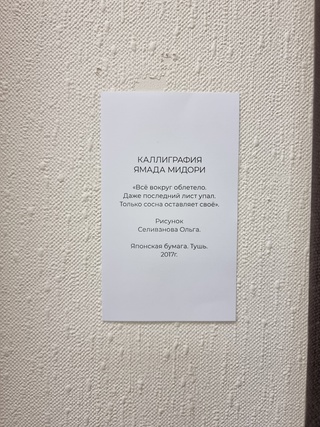 КАЛЛИГРАФИЯ
ЯМАДА МИДОРИ
«Всё вокруг облетело.
Даже последний лист упал.
Только сосна оставляет своё».
Рисунок
Селиванова Ольга.
Японская бумага. Тушь.
2017г.